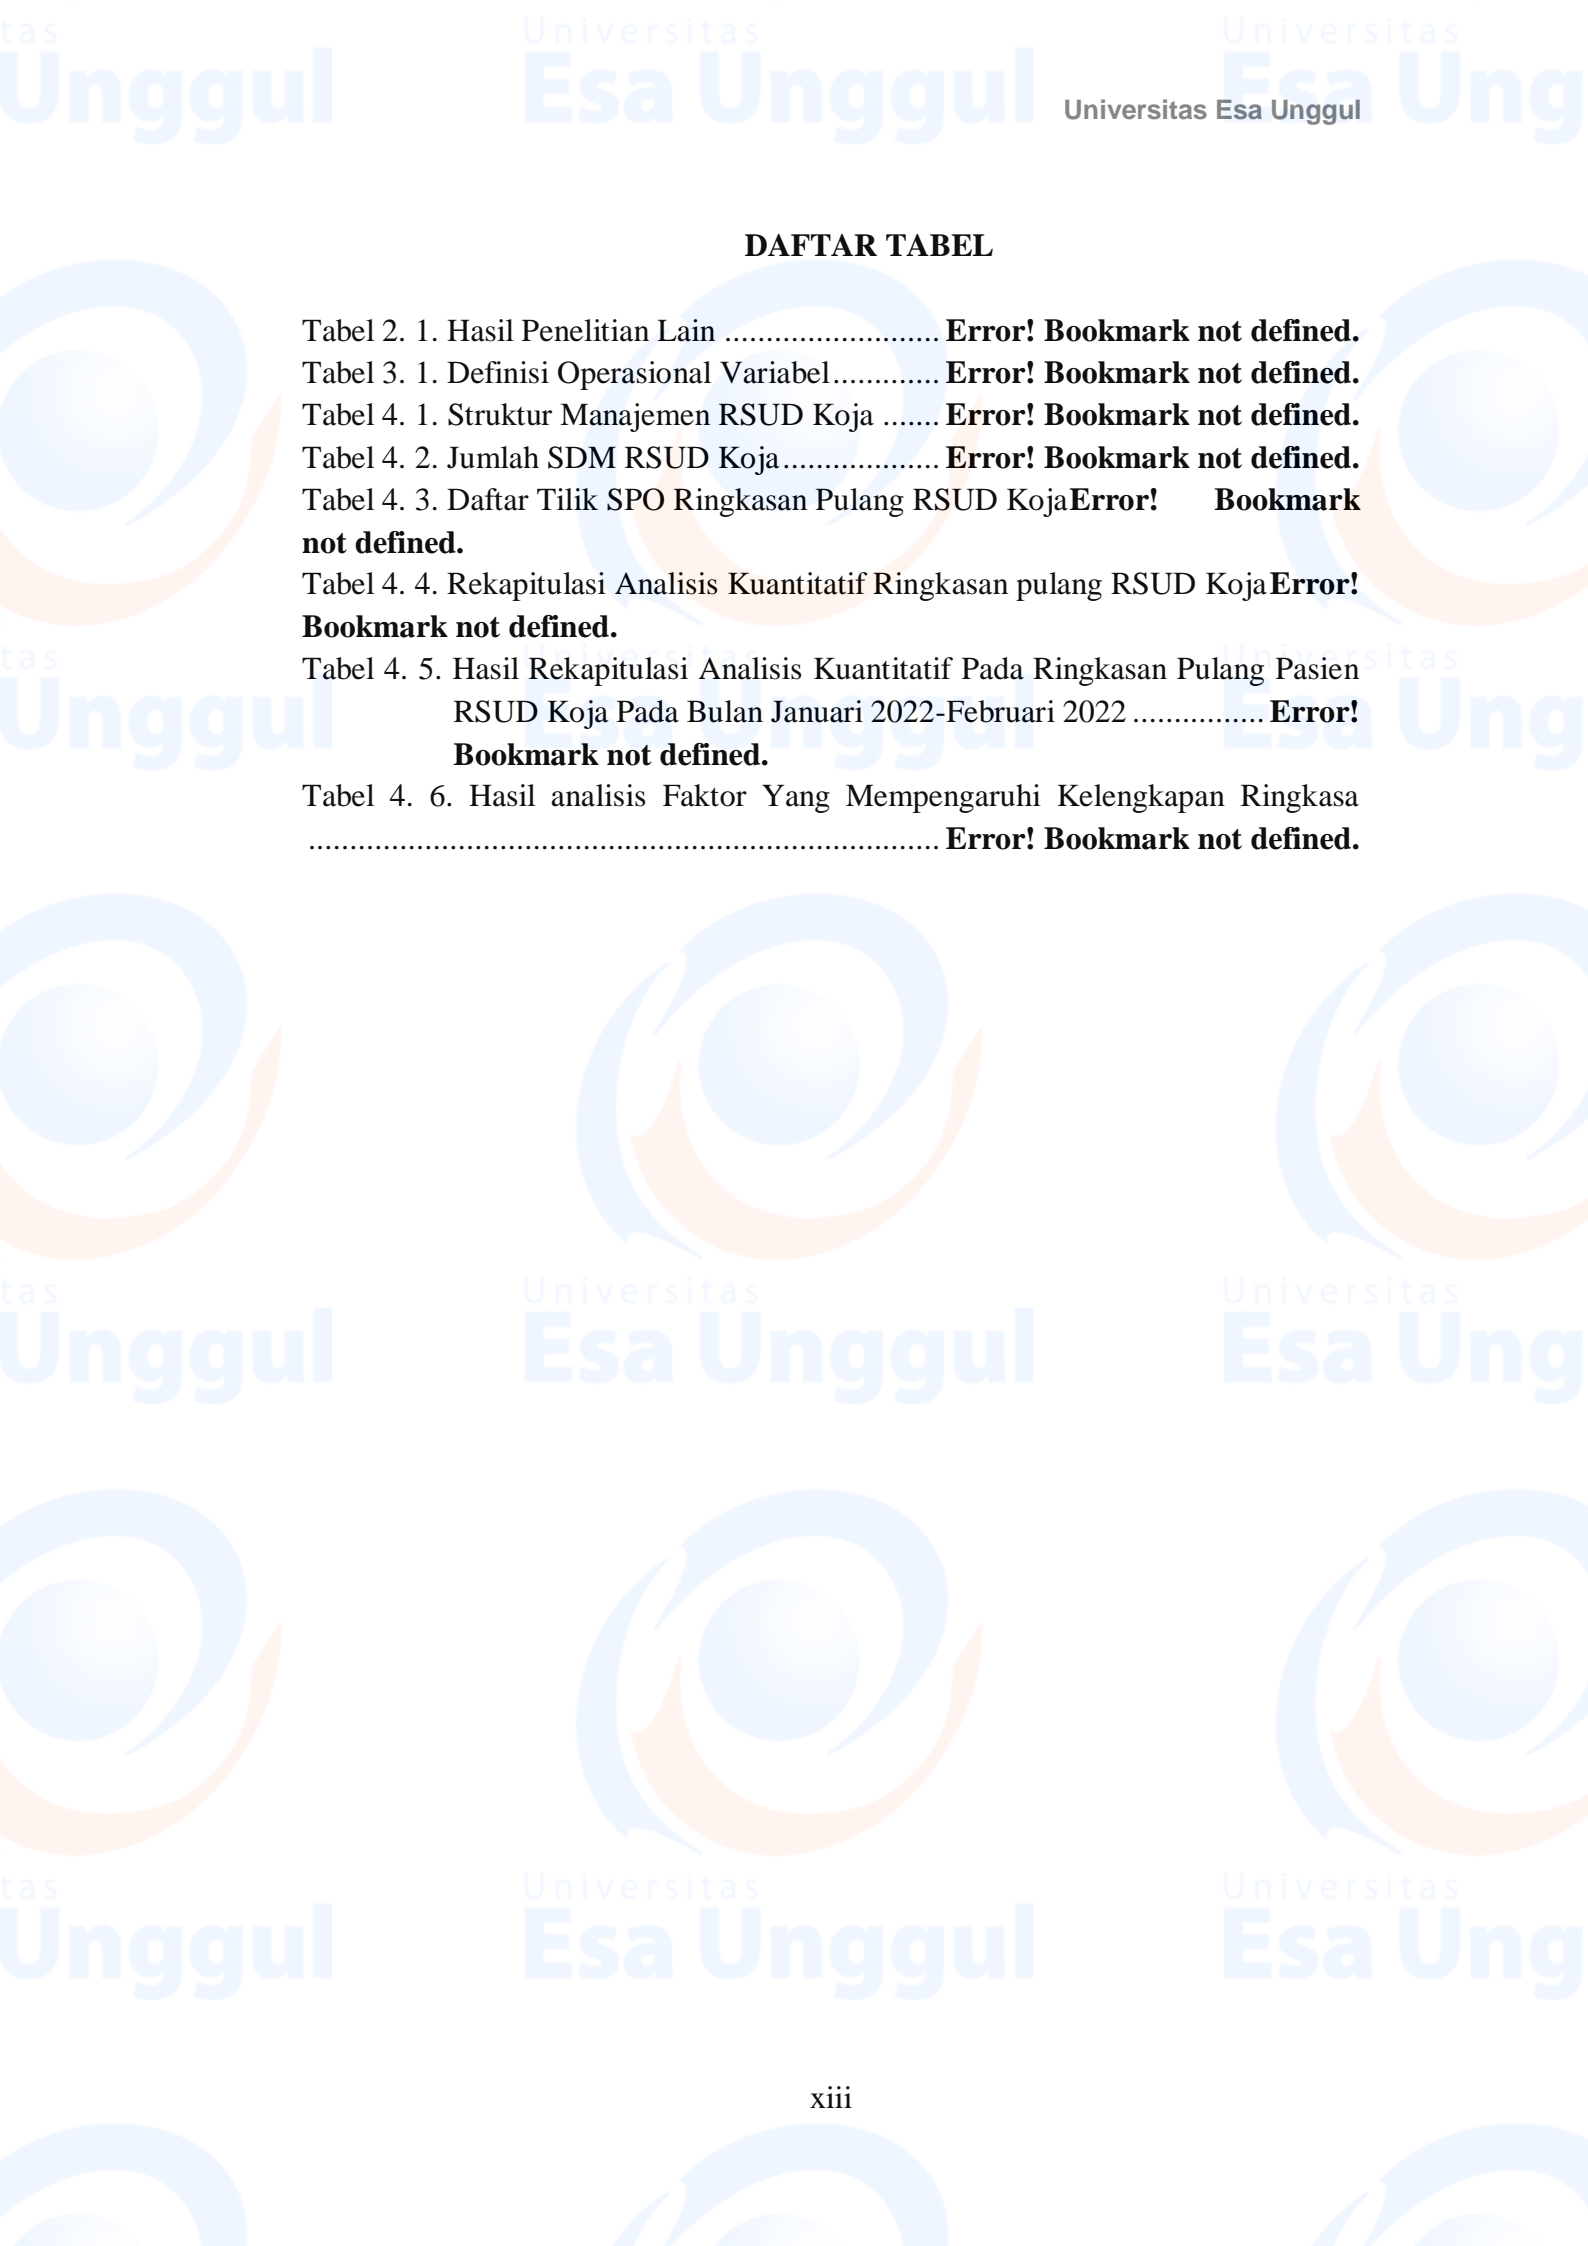 Universitas Esa Unggul
DAFTAR TABEL
Tabel 2. 1. Hasil Penelitian Lain .......................... Error! Bookmark not defined.
Tabel 3. 1. Definisi Operasional Variabel............. Error! Bookmark not defined.
Tabel 4. 1. Struktur Manajemen RSUD Koja ....... Error! Bookmark not defined.
Tabel 4. 2. Jumlah SDM RSUD Koja................... Error! Bookmark not defined.
Tabel 4. 3. Daftar Tilik SPO Ringkasan Pulang RSUD KojaError! Bookmark
not defined.
Tabel 4. 4. Rekapitulasi Analisis Kuantitatif Ringkasan pulang RSUD KojaError!
Bookmark not defined.
Tabel 4. 5. Hasil Rekapitulasi Analisis Kuantitatif Pada Ringkasan Pulang Pasien
RSUD Koja Pada Bulan Januari 2022-Februari 2022 ................ Error!
Bookmark not defined.
Tabel 4. 6. Hasil analisis Faktor Yang Mempengaruhi Kelengkapan Ringkasa
............................................................................ Error! Bookmark not defined.
xiii